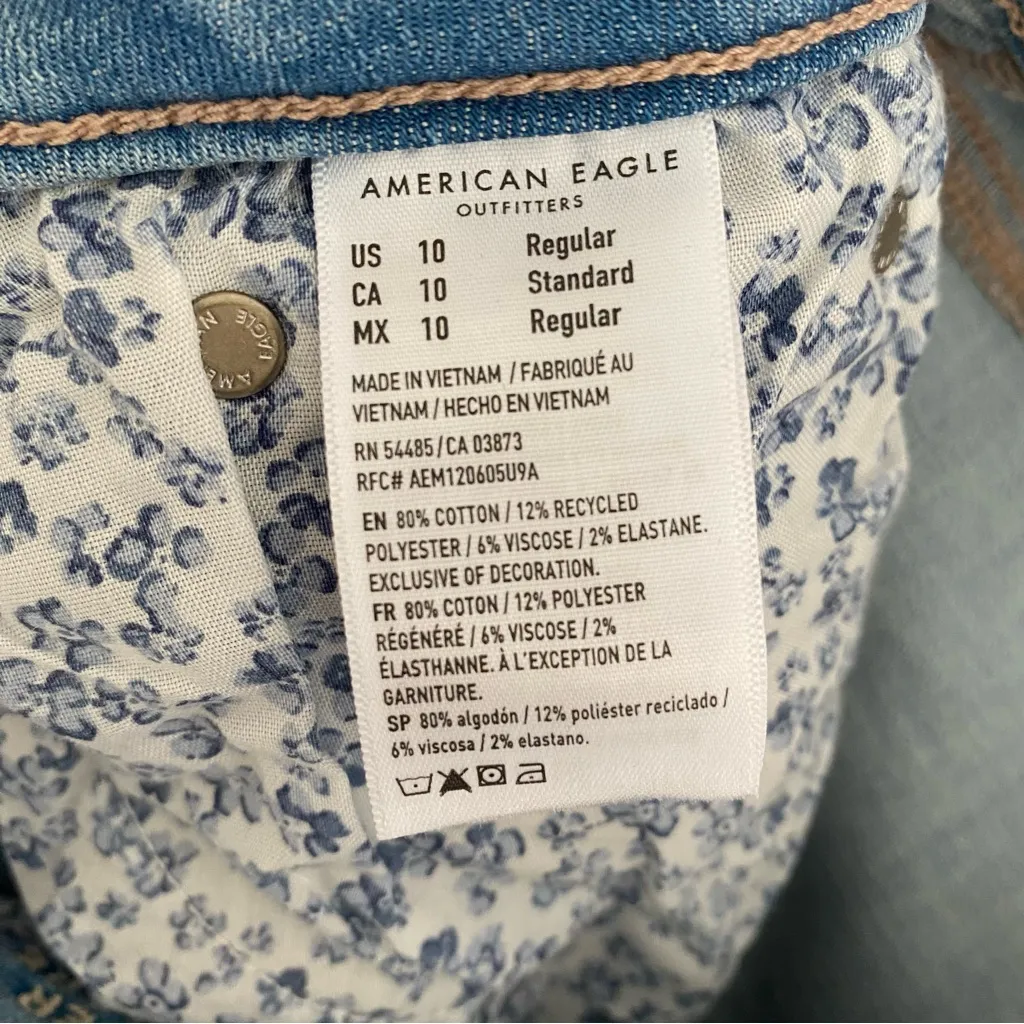 AMERICAN EAGLE
OUTFITTERS
US 10 Regular
CA 10 Standard
MX 10 Regular
MADE IN VIETNAM / FABRIQUÉ AU
VIETNAM / HECHO EN VIETNAM
RN 54485/CA 03873
RFC# AEM120605U9A
EN 80% COTTON / 12% RECYCLED
POLYESTER / 6% VISCOSE / 2% ELASTANE.
EXCLUSIVE OF DECORATION.
FR 80% COTON / 12% POLYESTER
RÉGÉNÉRÉ / 6% VISCOSE / 2%
ÉLASTHANNE. À L'EXCEPTION DE LA
GARNITURE.
SP 80% algodón / 12% poliéster reciclado /
6% viscosa / 2% elastano.
EAGLE